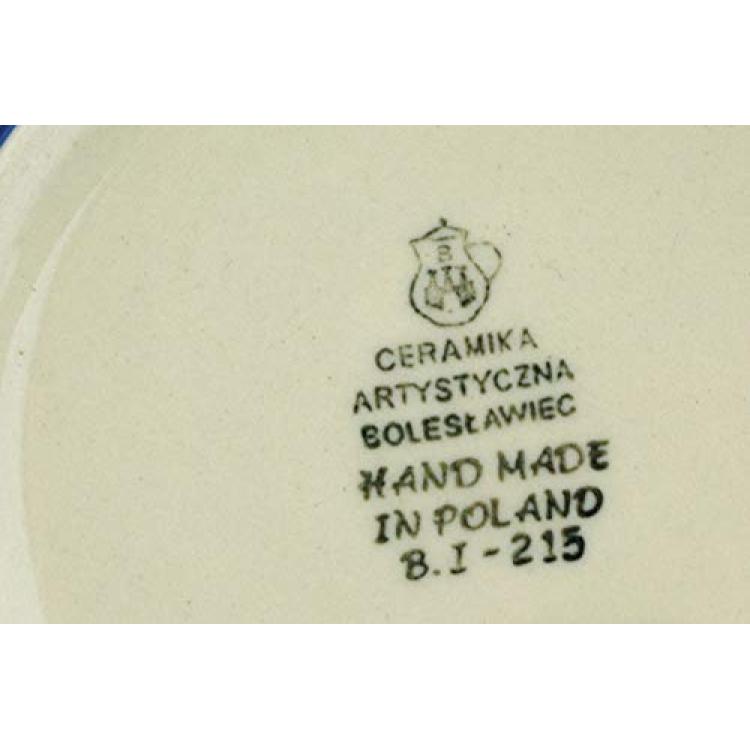 B
CERAMIKA
ARTYSTYCZNA
BOLESŁAWIEC
HAND MADE
IN POLAND
B.I-215